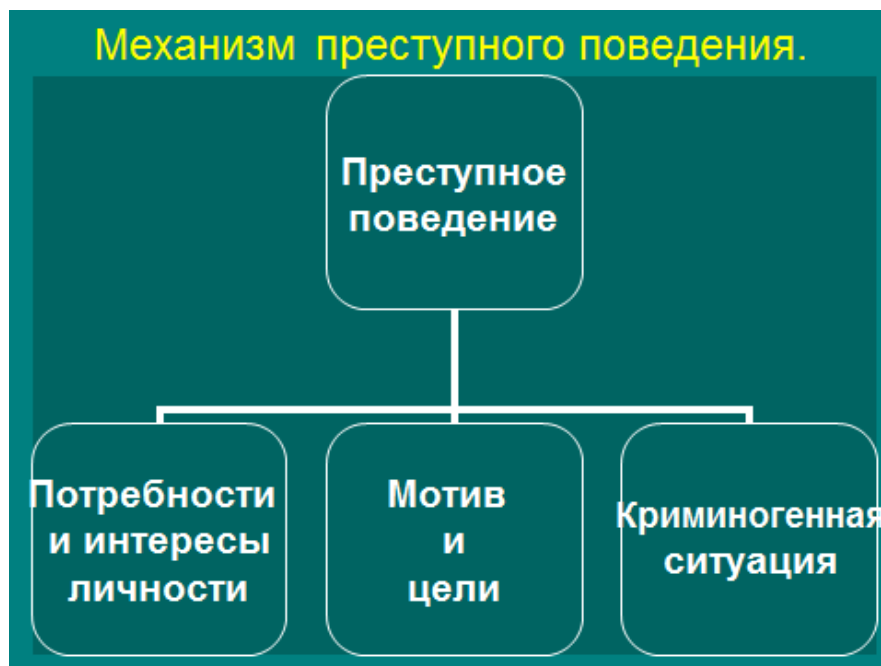 Механизм преступного поведения.
Преступное
поведение
Потребности
и интересы
личности
Мотив
и
цели
Криминогенная
ситуация